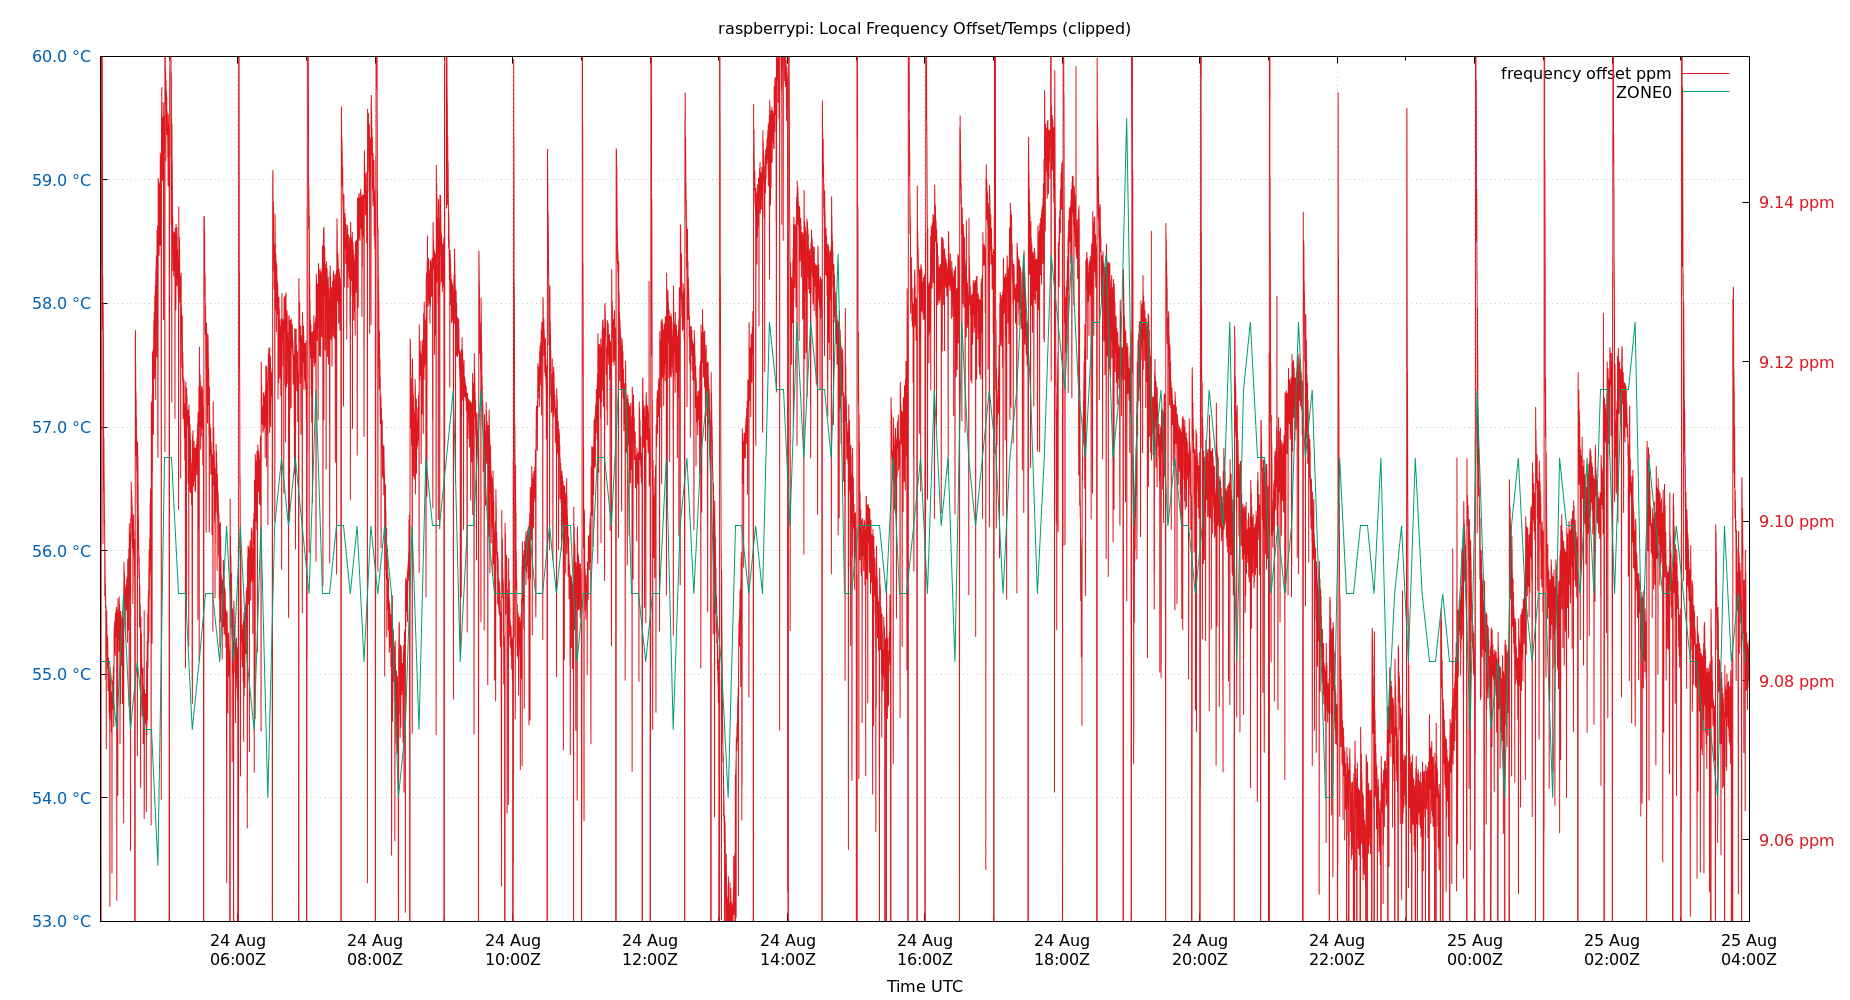 raspberrypi: Local Frequency Offset/Temps (clipped)
60.0 °C
59.0 °C
58.0 °C
57.0 °C
56.0 °C
55.0 °C
54.0 °C
53.0 °C
frequency offset ppm
ZONE0
9.14 ppm
9.12 ppm
9.10 ppm
9.08 ppm
9.06 ppm
24 Aug
06:00Z
24 Aug
08:00Z
24 Aug
10:00Z
24 Aug
12:00Z
24 Aug
14:00Z
24 Aug
16:00Z
24 Aug
18:00Z
24 Aug
20:00Z
24 Aug
22:00Z
25 Aug
00:00Z
25 Aug
02:00Z
25 Aug
04:00Z
Time UTC